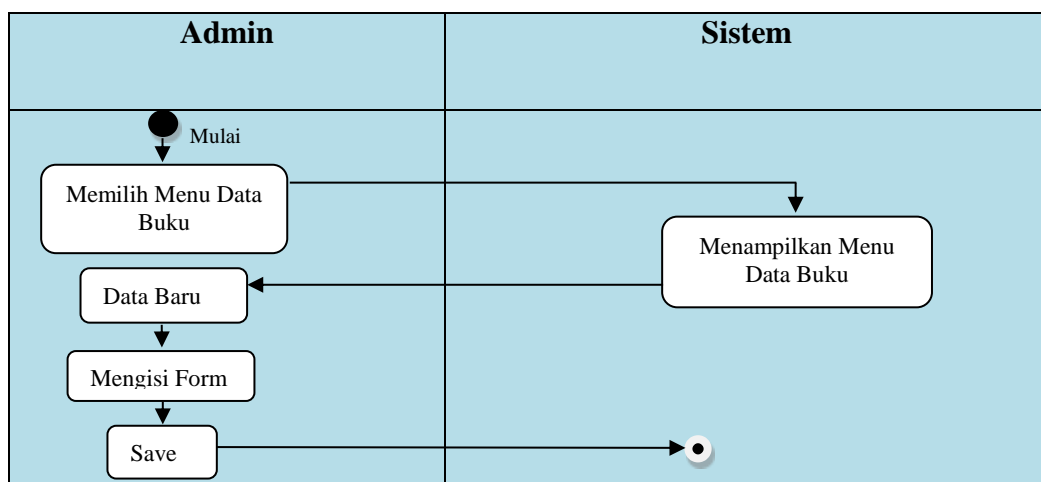 Admin
Sistem
Mulai
Memilih Menu Data
Buku
Menampilkan Menu
Data Buku
Data Baru
Mengisi Form
Save